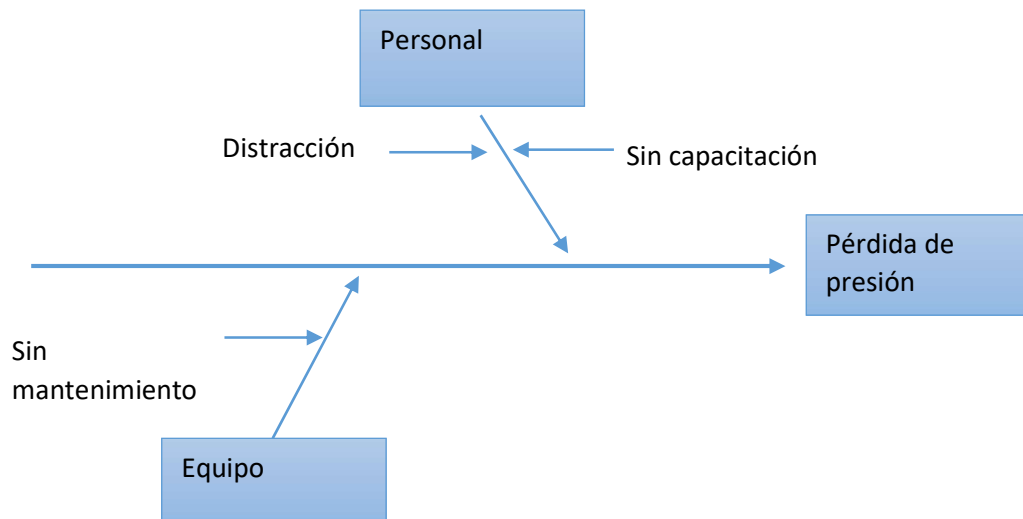 Personal
Distracción
Sin capacitación
Pérdida de
presión
Sin
mantenimiento
Equipo